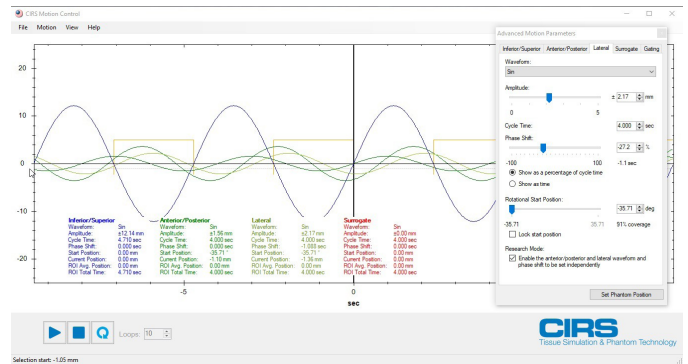 CIRS Motion Control
File Motion View Help
Advanced Motion Parameters
Inferior/Superior Anterior/Posterior Lateral Surrogate Gating
Waveform:
Sin
Amplitude:
± 2.17 mm
0 5
Cycle Time: 4.000 sec
Phase Shift:
-27.2 %
-100 100 -1.1 sec
Show as a percentage of cycle time
Show as time
Rotational Start Position:
-35.71 deg
-35.71 35.71 91% coverage
Lock start position
Research Mode:
Enable the anterior/posterior and lateral waveform and
phase shift to be set independently
Set Phantom Position
20
10
0
-10
-20
-5 0
sec
Inferior/Superior
Waveform: Sin
Amplitude: ±12.14 mm
Cycle Time: 4.710 sec
Phase Shift: 0.000 sec
Start Position: 0.00 mm
Current Position: 0.00 mm
ROI Avg. Position: 0.00 mm
ROI Total Time: 4.710 sec
Anterior/Posterior
Waveform: Sin
Amplitude: ±1.96 mm
Cycle Time: 4.000 sec
Phase Shift: 0.000 sec
Start Position: -35.71 °
Current Position: -1.10 mm
ROI Avg. Position: 0.00 mm
ROI Total Time: 4.000 sec
Lateral
Waveform: Sin
Amplitude: ±2.17 mm
Cycle Time: 4.000 sec
Phase Shift: -1.088 sec
Start Position: -35.71 °
Current Position: -1.36 mm
ROI Avg. Position: 0.00 mm
ROI Total Time: 4.000 sec
Surrogate
Waveform: Sin
Amplitude: ±0.00 mm
Cycle Time: 4.000 sec
Phase Shift: 0.000 sec
Start Position: 0.00 mm
Current Position: 0.00 mm
ROI Avg. Position: 0.00 mm
ROI Total Time: 4.000 sec
Loops: 10
CIRS
Tissue Simulation & Phantom Technology
Selection start: -1.05 mm